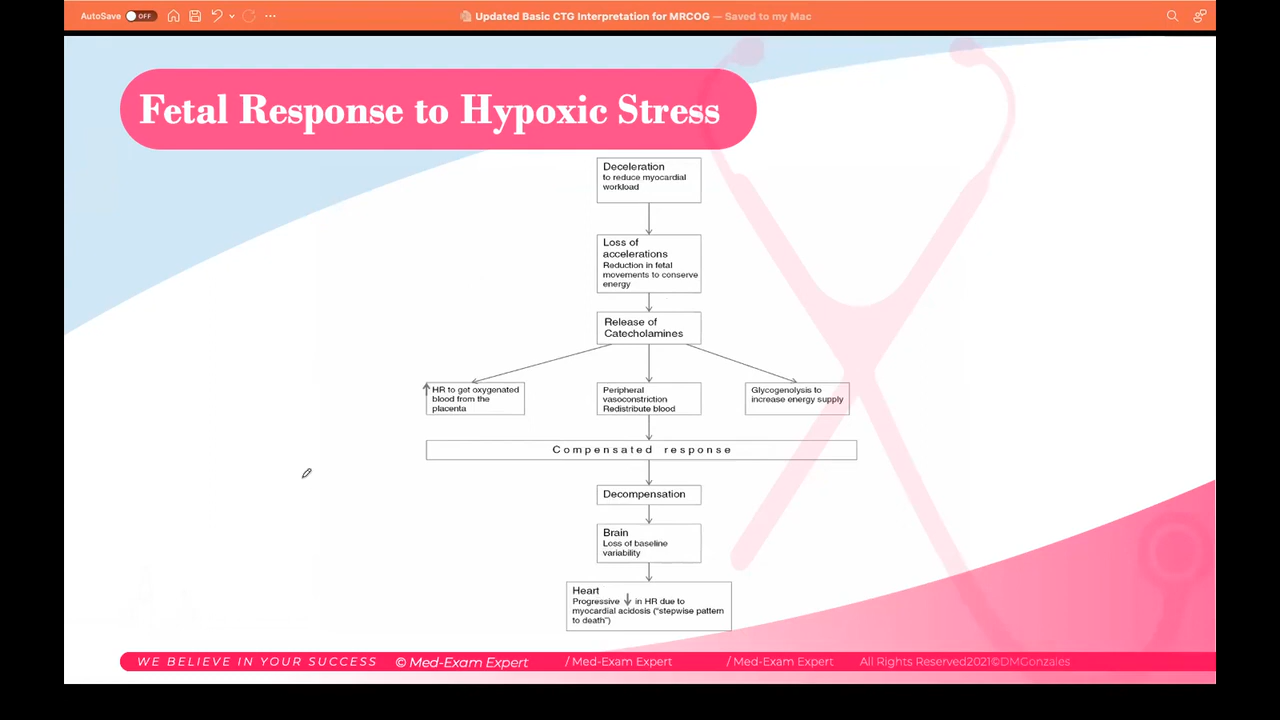 AutoSave OFF
Updated Basic CTG Interpretation for MRCOG — Saved to my Mac
Fetal Response to Hypoxic Stress
Deceleration
to reduce myocardial
workload
Loss of
accelerations
Reduction in fetal
movements to conserve
energy
Release of
Catecholamines
HR to get oxygenated
blood from the
placenta
Peripheral
vasoconstriction
Redistribute blood
Glycogenolysis to
increase energy supply
Compensated response
Decompensation
Brain
Loss of baseline
variability
Heart
Progressive ↓ in HR due to
myocardial acidosis ("stepwise pattern
to death")
WE BELIEVE IN YOUR SUCCESS © Med-Exam Expert / Med-Exam Expert / Med-Exam Expert All Rights Reserved2021©DMGonzales